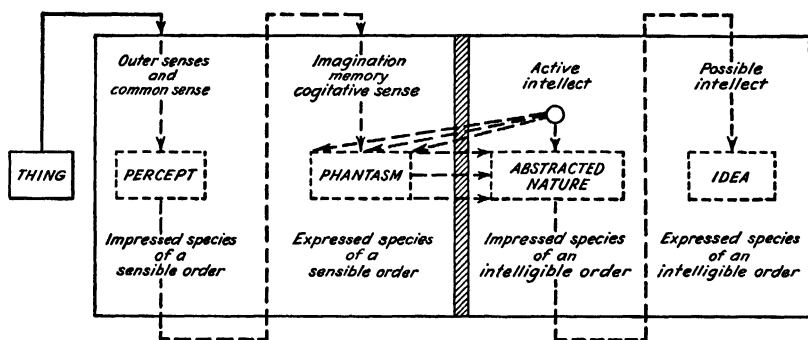 Outer senses
and
common sense
Imagination
memory
cogitative sense
Active
intellect
Possible
intellect
THING
PERCEPT
PHANTASM
ABSTRACTED
NATURE
IDEA
Impressed species
of a
sensible order
Expressed species
of a
sensible order
Impressed species
of an
intelligible order
Expressed species
of an
intelligible order